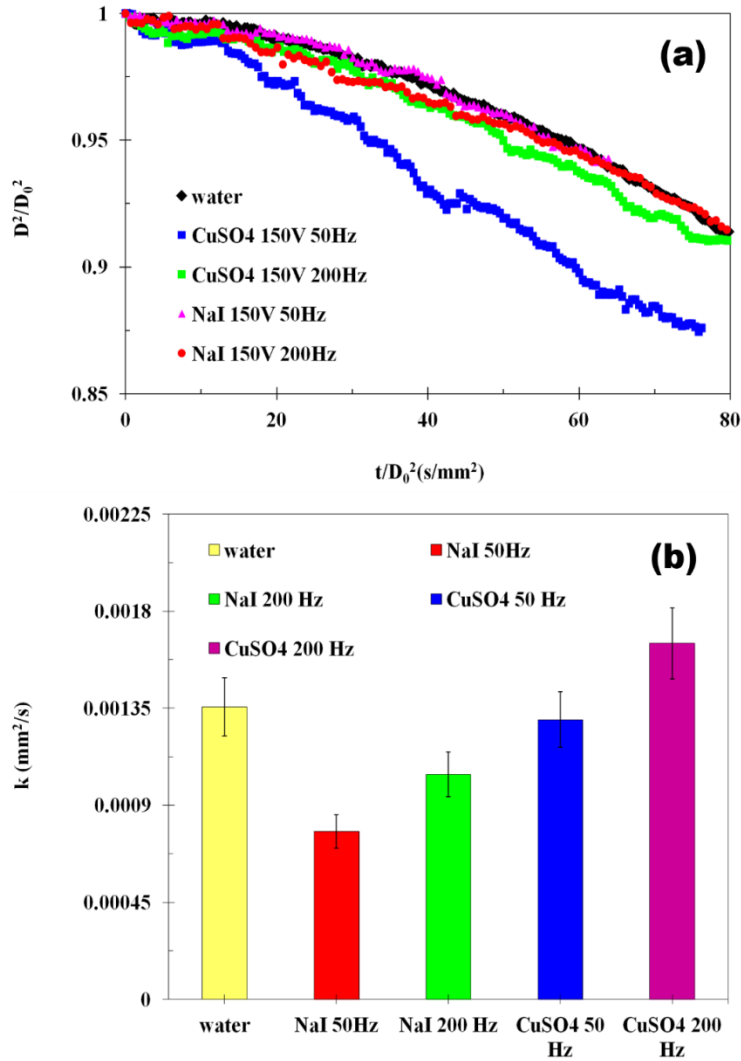 (a)
1
0.95
0.9
0.85
D²/D₀²
water
CuSO4 150V 50Hz
CuSO4 150V 200Hz
NaI 150V 50Hz
NaI 150V 200Hz
0 20 40 60 80
t/D₀²(s/mm²)
(b)
0.00225
0.0018
0.00135
0.0009
0.00045
0
k (mm²/s)
water NaI 50Hz
NaI 200 Hz CuSO4 50 Hz
CuSO4 200 Hz
water NaI 50Hz NaI 200 Hz CuSO4 50 CuSO4 200
Hz Hz